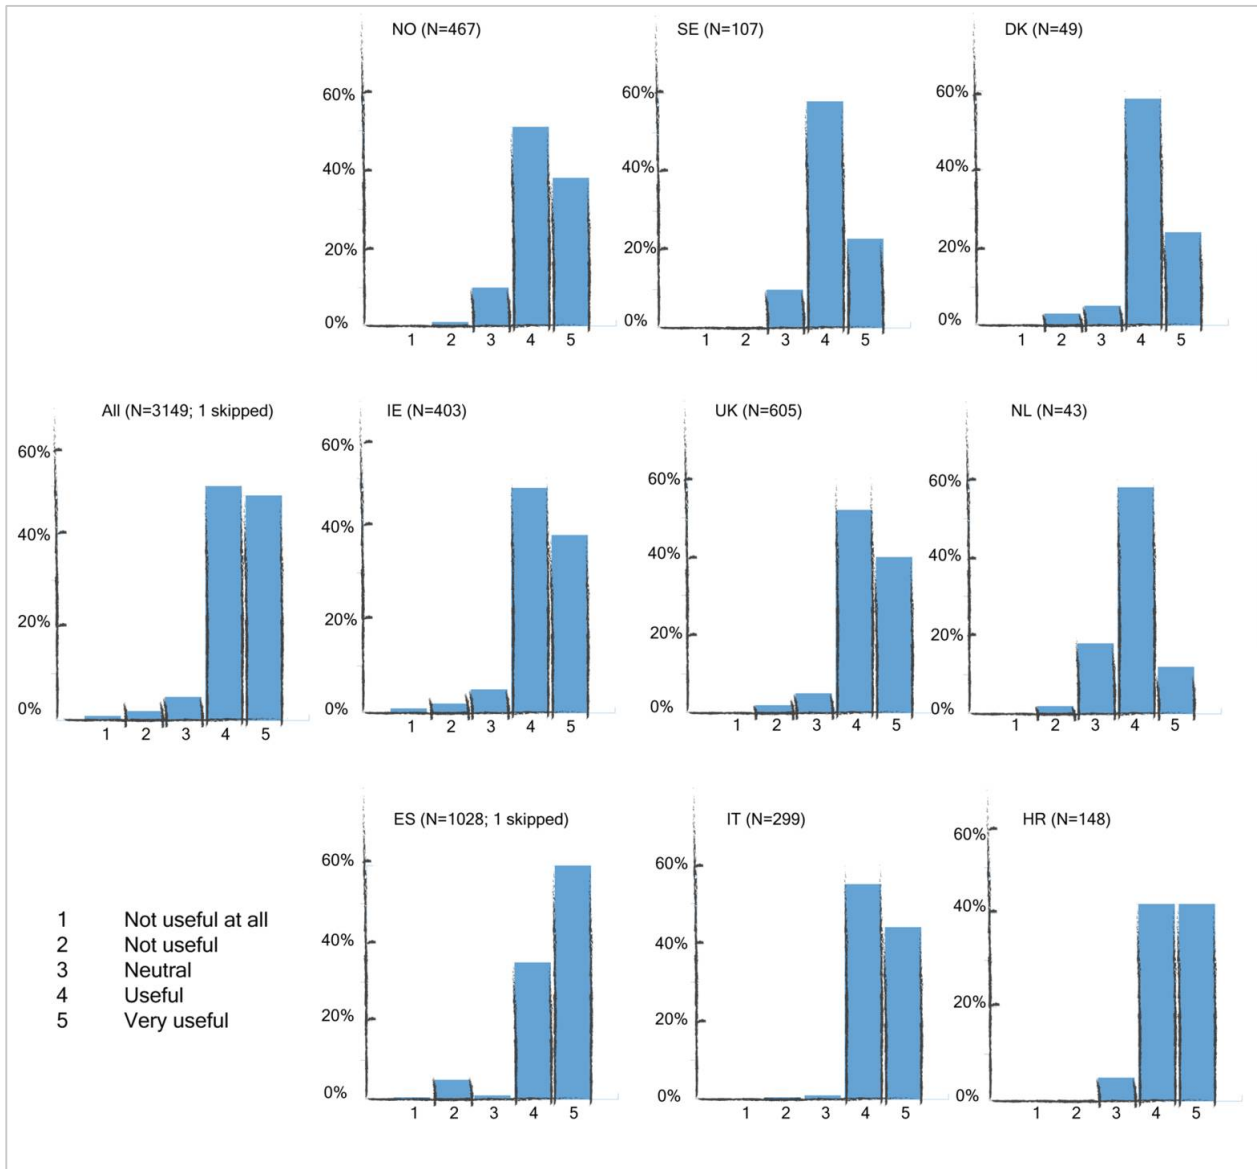 NO (N=467)
60%
40%
20%
0%
1 2 3 4 5
SE (N=107)
60%
40%
20%
0%
1 2 3 4 5
DK (N=49)
60%
40%
20%
0%
1 2 3 4 5
All (N=3149; 1 skipped)
60%
40%
20%
0%
1 2 3 4 5
IE (N=403)
60%
40%
20%
0%
1 2 3 4 5
UK (N=605)
60%
40%
20%
0%
1 2 3 4 5
NL (N=43)
60%
40%
20%
0%
1 2 3 4 5
1 Not useful at all
2 Not useful
3 Neutral
4 Useful
5 Very useful
ES (N=1028; 1 skipped)
60%
40%
20%
0%
1 2 3 4 5
IT (N=299)
60%
40%
20%
0%
1 2 3 4 5
HR (N=148)
60%
40%
20%
0%
1 2 3 4 5